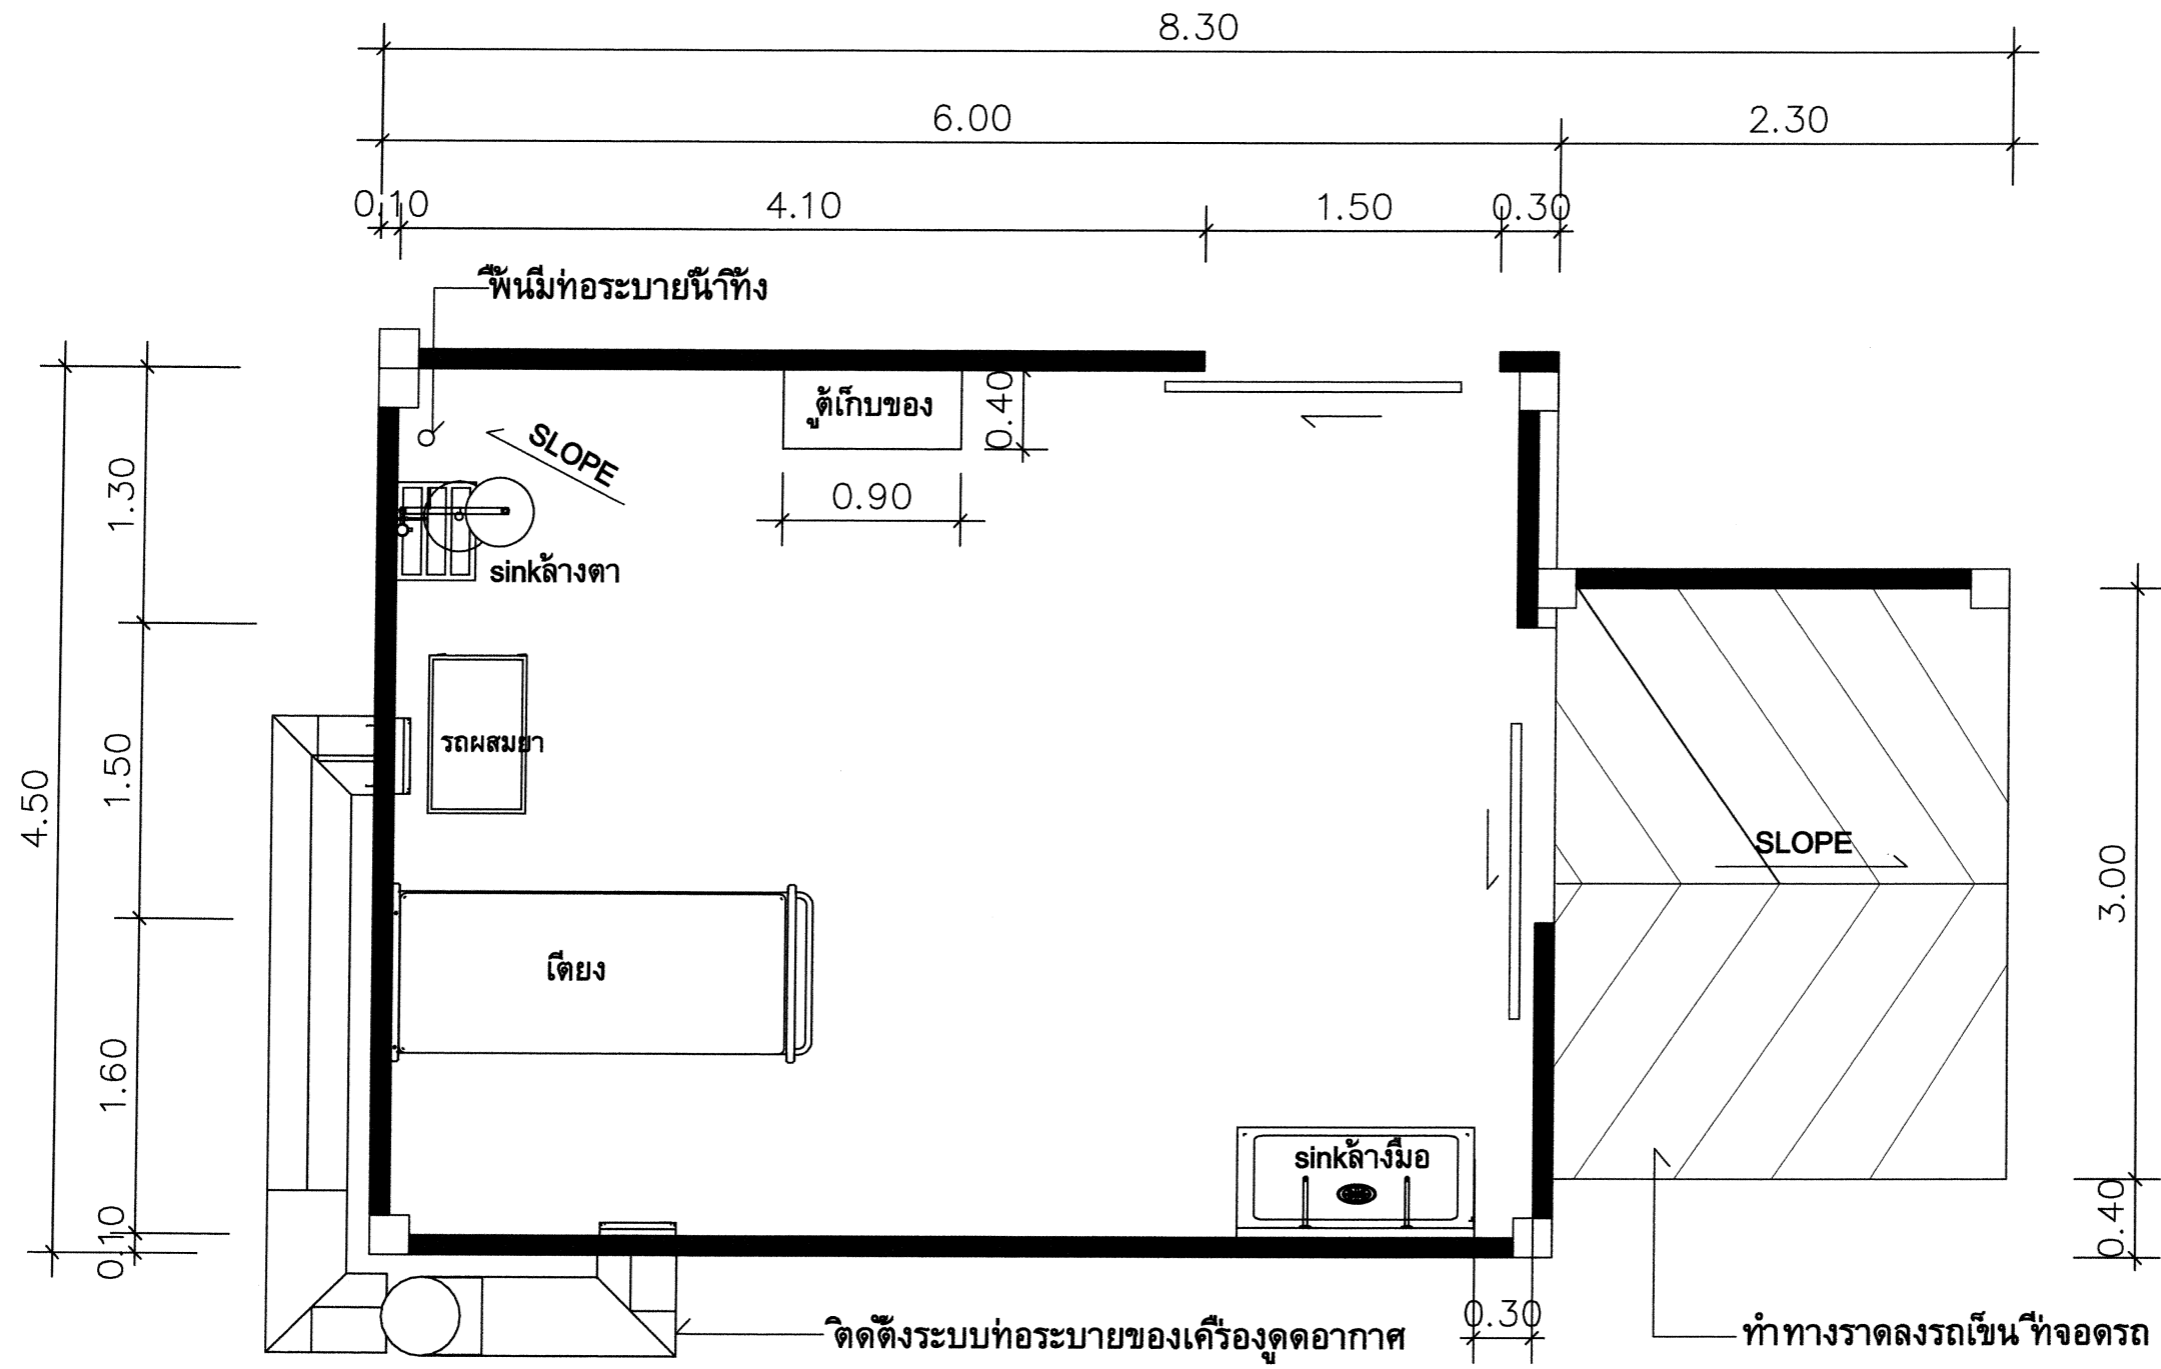 8.30
6.00
2.30
0.10
4.10
1.50
0.30
พื้นมีท่อระบายน้ำทิ้ง
ตู้เก็บของ
0.40
SLOPE
0.90
1.30
sinkล้างตา
รถผสมยา
1.50
4.50
SLOPE
3.00
เตียง
1.60
sinkล้างมือ
0.10
0.40
0.30
ติดตั้งระบบท่อระบายของเครื่องดูดอากาศ
ทำทางราดลงรถเข็น ที่จอดรถ